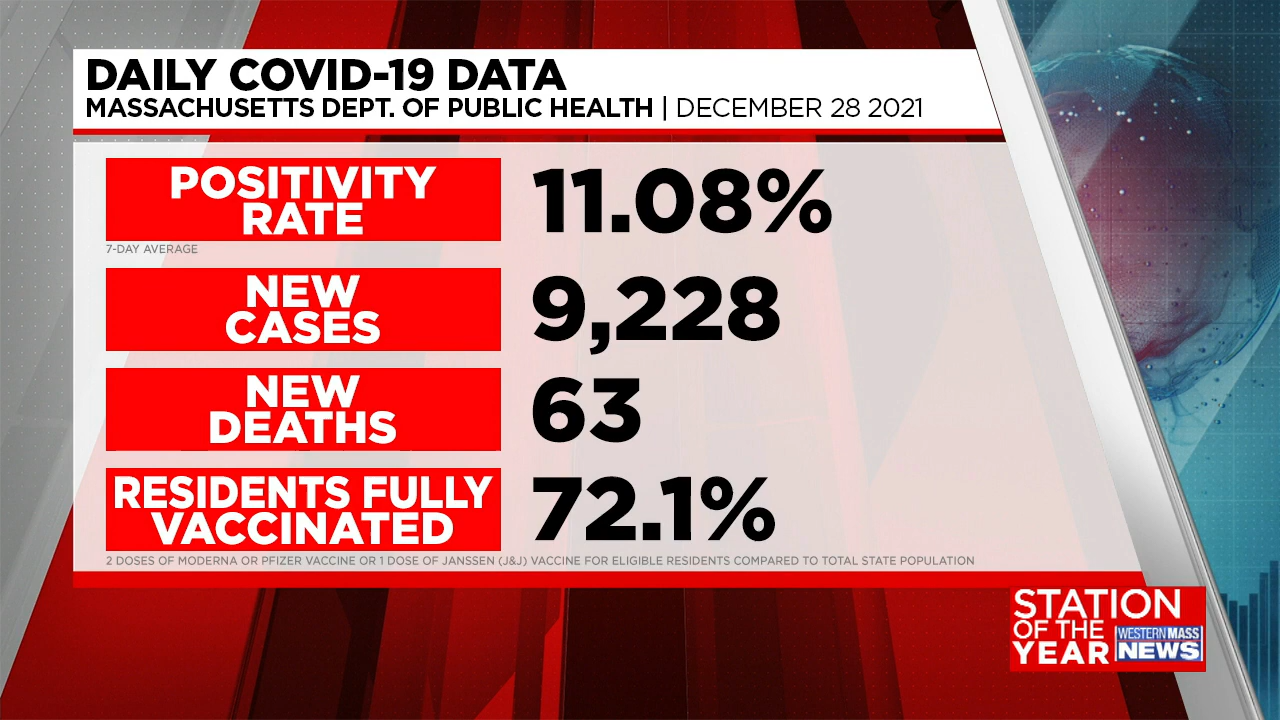 DAILY COVID-19 DATA
MASSACHUSETTS DEPT. OF PUBLIC HEALTH | DECEMBER 28 2021
POSITIVITY
RATE
11.08%
7-DAY AVERAGE
NEW
CASES
9,228
NEW
DEATHS
63
RESIDENTS FULLY
VACCINATED
72.1%
2 DOSES OF MODERNA OR PFIZER VACCINE OR 1 DOSE OF JANSSEN (J&J) VACCINE FOR ELIGIBLE RESIDENTS COMPARED TO TOTAL STATE POPULATION
STATION
OF THE
YEAR
WESTERN MASS
NEWS